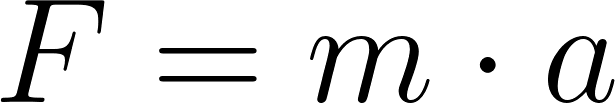 F = m · a